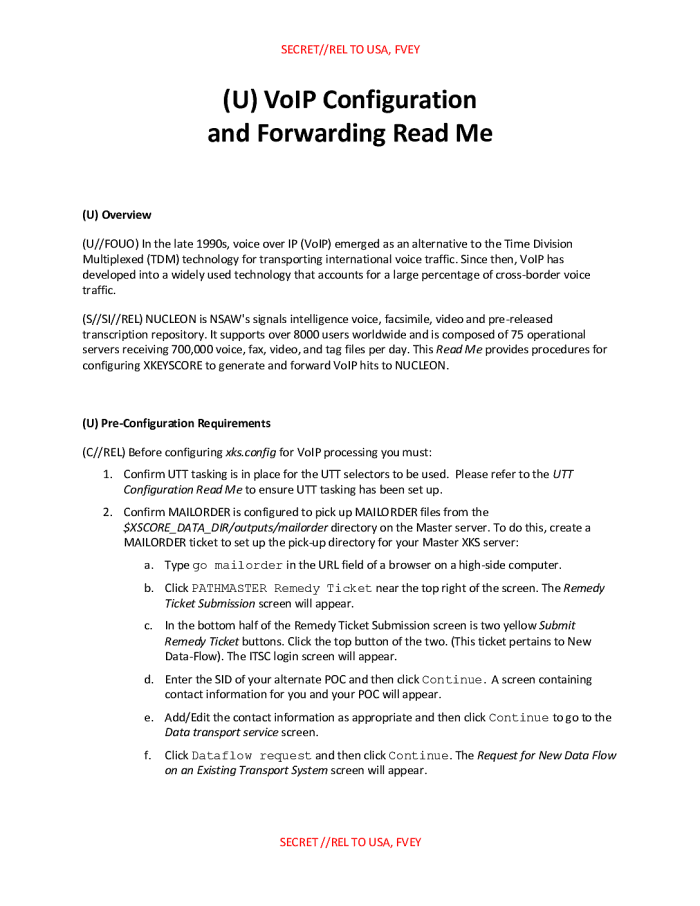 SECRET//REL TO USA, FVEY
(U) VoIP Configuration
and Forwarding Read Me
(U) Overview
(U//FOUO) In the late 1990s, voice over IP (VoIP) emerged as an alternative to the Time Division
Multiplexed (TDM) technology for transporting international voice traffic. Since then, VoIP has
developed into a widely used technology that accounts for a large percentage of cross-border voice
traffic.
(S//SI//REL) NUCLEON is NSAW's signals intelligence voice, facsimile, video and pre-released
transcription repository. It supports over 8000 users worldwide and is composed of 75 operational
servers receiving 700,000 voice, fax, video, and tag files per day. This Read Me provides procedures for
configuring XKEYSCORE to generate and forward VoIP hits to NUCLEON.
(U) Pre-Configuration Requirements
(C//REL) Before configuring xks.config for VoIP processing you must:
1. Confirm UTT tasking is in place for the UTT selectors to be used. Please refer to the UTT
Configuration Read Me to ensure UTT tasking has been set up.
2. Confirm MAILORDER is configured to pick up MAILORDER files from the
$XSCORE_DATA_DIR/outputs/mailorder directory on the Master server. To do this, create a
MAILORDER ticket to set up the pick-up directory for your Master XKS server:
a. Type go mailorder in the URL field of a browser on a high-side computer.
b. Click PATHMASTER Remedy Ticket near the top right of the screen. The Remedy
Ticket Submission screen will appear.
c. In the bottom half of the Remedy Ticket Submission screen is two yellow Submit
Remedy Ticket buttons. Click the top button of the two. (This ticket pertains to New
Data-Flow). The ITSC login screen will appear.
d. Enter the SID of your alternate POC and then click Continue. A screen containing
contact information for you and your POC will appear.
e. Add/Edit the contact information as appropriate and then click Continue to go to the
Data transport service screen.
f. Click Dataflow request and then click Continue. The Request for New Data Flow
on an Existing Transport System screen will appear.
SECRET //REL TO USA, FVEY